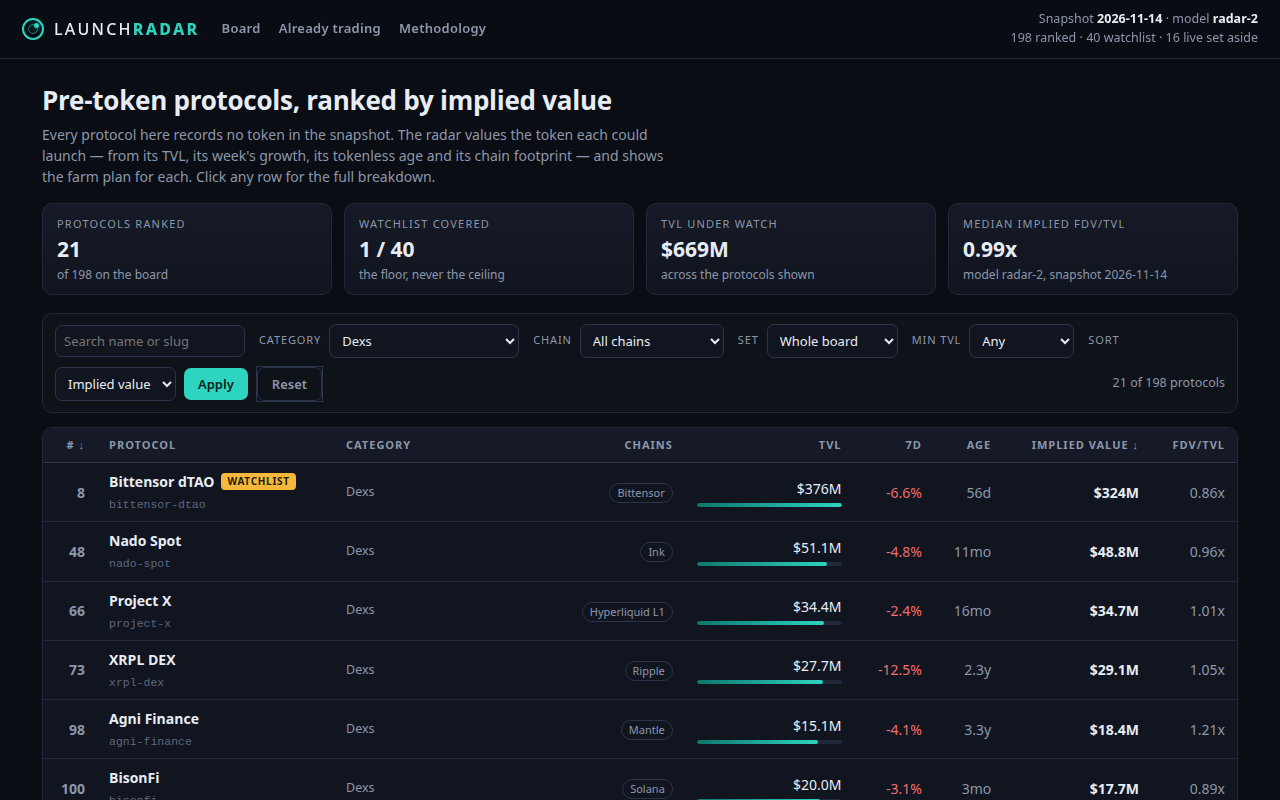 LAUNCHRADAR Board Already trading Methodology
Snapshot 2026-11-14 · model radar-2
198 ranked · 40 watchlist · 16 live set aside
Pre-token protocols, ranked by implied value
Every protocol here records no token in the snapshot. The radar values the token each could
launch — from its TVL, its week's growth, its tokenless age and its chain footprint — and shows
the farm plan for each. Click any row for the full breakdown.
PROTOCOLS RANKED
21
of 198 on the board
WATCHLIST COVERED
1 / 40
the floor, never the ceiling
TVL UNDER WATCH
$669M
across the protocols shown
MEDIAN IMPLIED FDV/TVL
0.99x
model radar-2, snapshot 2026-11-14
Search name or slug CATEGORY Dexs CHAIN All chains SET Whole board MIN TVL Any SORT
Implied value Apply Reset 21 of 198 protocols
# ↓ PROTOCOL CATEGORY CHAINS TVL 7D AGE IMPLIED VALUE ↓ FDV/TVL
8 Bittensor dTAO WATCHLIST Dexs Bittensor $376M -6.6% 56d $324M 0.86x
bittensor-dtao
48 Nado Spot Dexs Ink $51.1M -4.8% 11mo $48.8M 0.96x
nado-spot
66 Project X Dexs Hyperliquid L1 $34.4M -2.4% 16mo $34.7M 1.01x
project-x
73 XRPL DEX Dexs Ripple $27.7M -12.5% 2.3y $29.1M 1.05x
xrpl-dex
98 Agni Finance Dexs Mantle $15.1M -4.1% 3.3y $18.4M 1.21x
agni-finance
100 BisonFi Dexs Solana $20.0M -3.1% 3mo $17.7M 0.89x